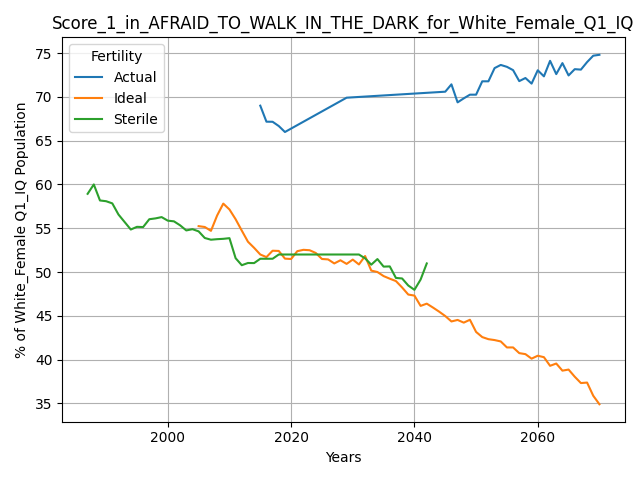 Score_1_in_AFRAID_TO_WALK_IN_THE_DARK_for_White_Female_Q1_IQ
Fertility
Actual
Ideal
Sterile
% of White_Female Q1_IQ Population
75
70
65
60
55
50
45
40
35
2000
2020
2040
2060
Years